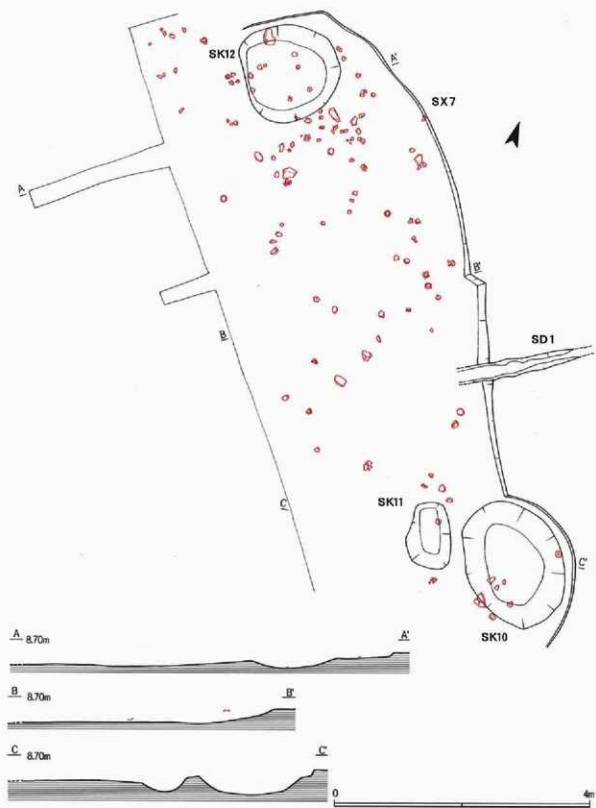 SK12
A'
SX7
A
B'
B
SD1
C
SK11
C'
SK10
A 8.70m A'
B 8.70m B'
C 8.70m C'
0 4m